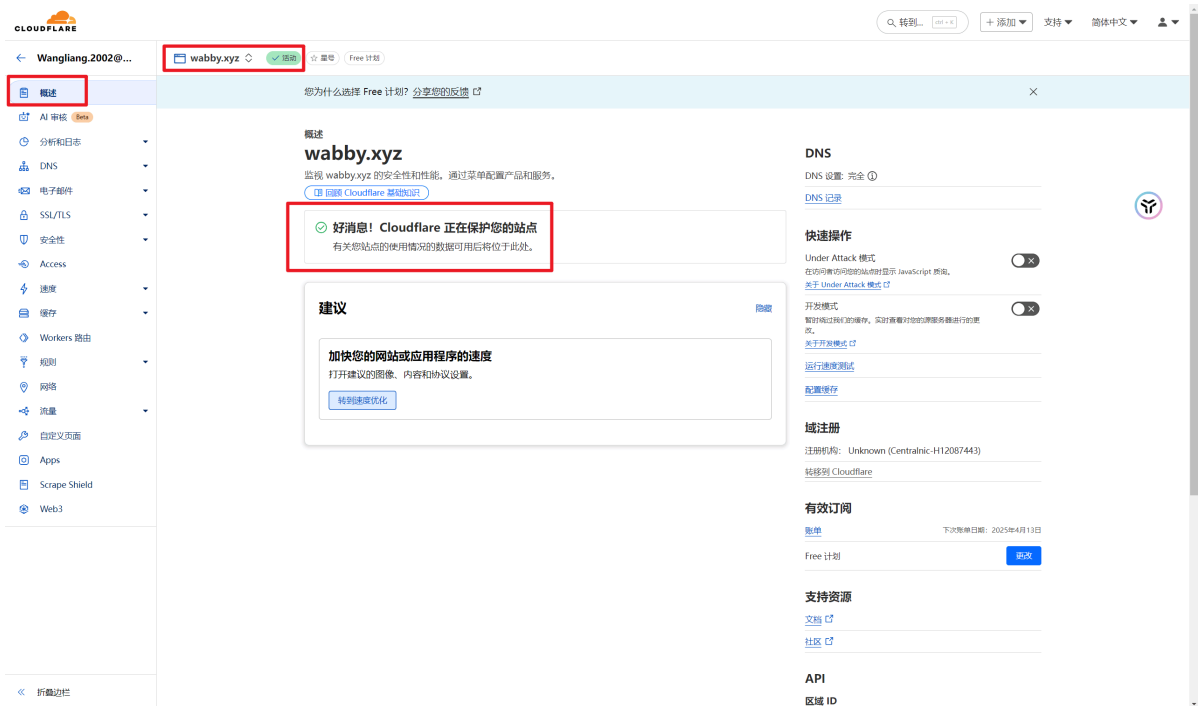 CLOUDFLARE
转到... ctrl + K
+ 添加
支持
简体中文
Wangliang.2002@...
wabby.xyz
活动
星号
Free 计划
概述
AI 审核 Beta
分析和日志
DNS
电子邮件
SSL/TLS
安全性
Access
速度
缓存
Workers 路由
规则
网络
流量
自定义页面
Apps
Scrape Shield
Web3
折叠边栏
您为什么选择 Free 计划? 分享您的反馈
概述
wabby.xyz
监视 wabby.xyz 的安全性和性能。通过菜单配置产品和服务。
回顾 Cloudflare 基础知识
好消息!Cloudflare 正在保护您的站点
有关您站点的使用情况的数据可用后将位于此处。
建议
隐藏
加快您的网站或应用程序的速度
打开建议的图像、内容和协议设置。
转到速度优化
DNS
DNS 设置: 完全
DNS 记录
快速操作
Under Attack 模式
在访问者访问您的站点时显示 JavaScript 质询。
关于 Under Attack 模式
开发模式
暂时绕过我们的缓存。实时查看对您的源服务器进行的更
改。
关于开发模式
运行速度测试
配置缓存
域注册
注册机构: Unknown (Centralnic-H12087443)
转移到 Cloudflare
有效订阅
账单 下次账单日期: 2025年4月13日
Free 计划 更改
支持资源
文档
社区
API
区域 ID